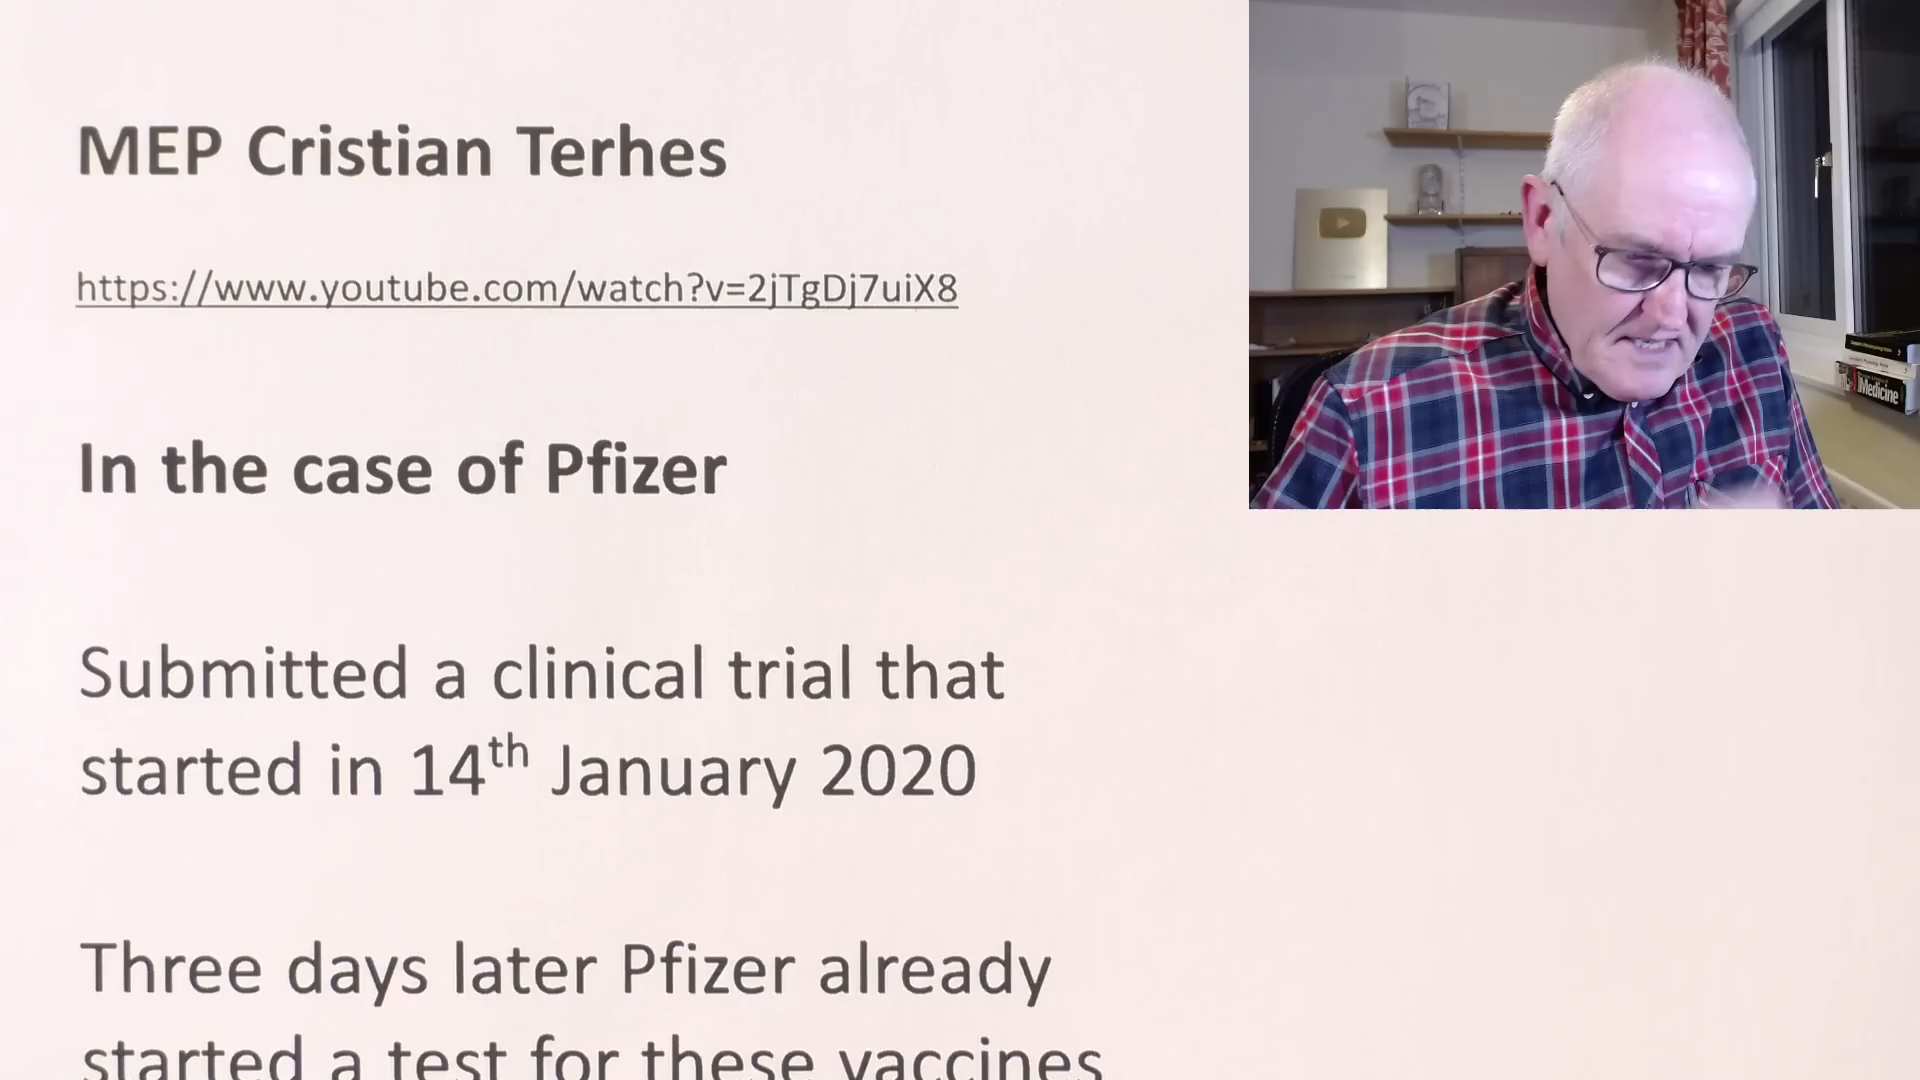 MEP Cristian Terhes
https://www.youtube.com/watch?v=2jTgDj7uiX8
In the case of Pfizer
Submitted a clinical trial that
started in 14th January 2020
Three days later Pfizer already
started a test for these vaccines
Medicine